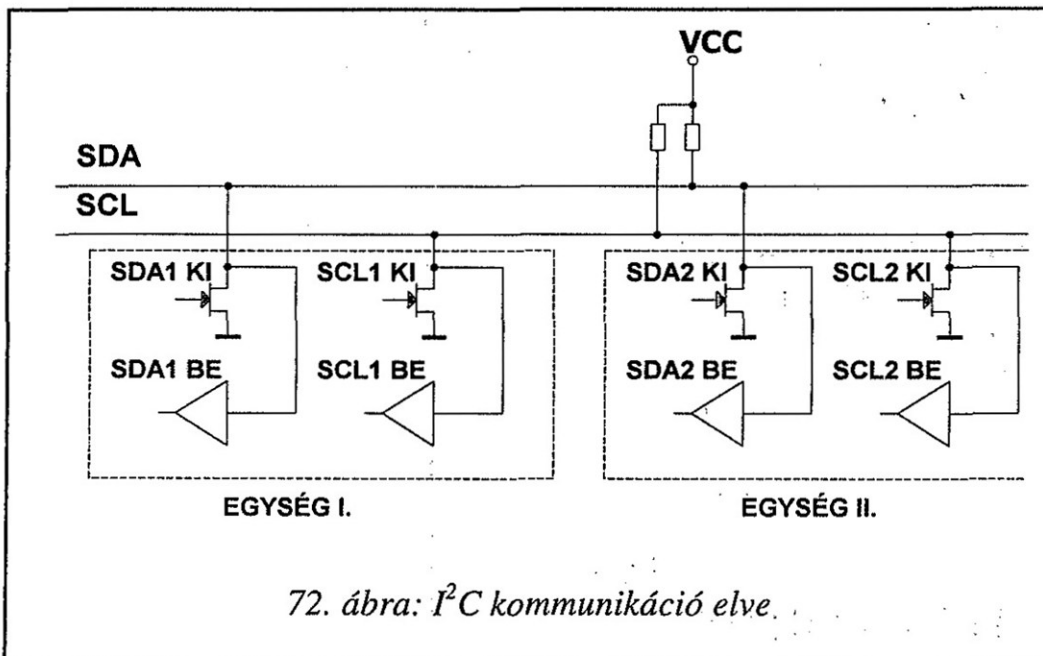 VCC
SDA
SCL
SDA1 KI SCL1 KI SDA2 KI SCL2 KI
SDA1 BE SCL1 BE SDA2 BE SCL2 BE
EGYSÉG I. EGYSÉG II.
72. ábra: I²C kommunikáció elve